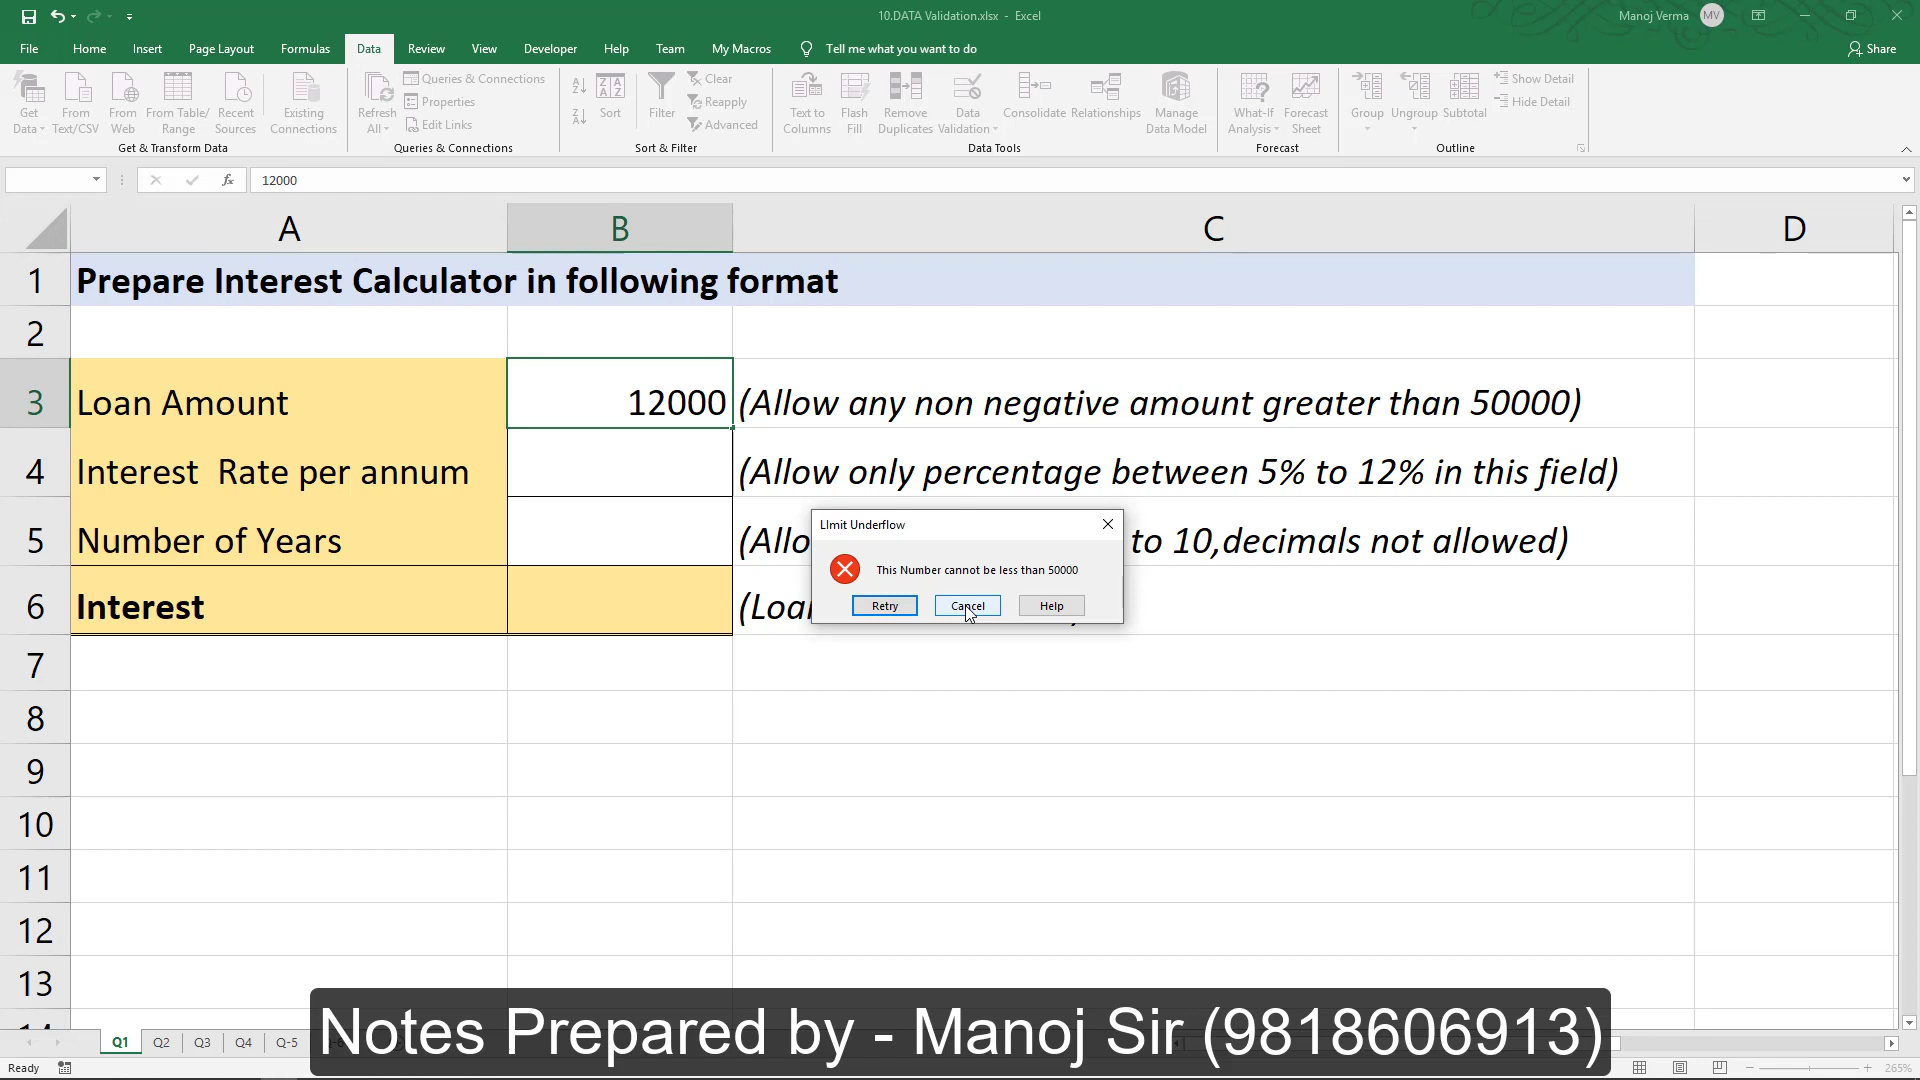 10.DATA Validation.xlsx - Excel
Manoj Verma MV
File Home Insert Page Layout Formulas Data Review View Developer Help Team My Macros Tell me what you want to do Share
Get Data
From Text/CSV
From Web
From Table/ Range
Recent Sources
Existing Connections
Get & Transform Data
Refresh All
Queries & Connections
Properties
Edit Links
Queries & Connections
Sort
Filter
Clear
Reapply
Advanced
Sort & Filter
Text to Columns
Flash Fill
Remove Duplicates
Data Validation
Consolidate
Relationships
Manage Data Model
Data Tools
What-If Analysis
Forecast Sheet
Forecast
Group
Ungroup
Subtotal
Show Detail
Hide Detail
Outline
fx 12000
A B C D
1 Prepare Interest Calculator in following format
2
3 Loan Amount 12000 (Allow any non negative amount greater than 50000)
4 Interest Rate per annum (Allow only percentage between 5% to 12% in this field)
LImit Underflow
5 Number of Years (Allo to 10,decimals not allowed)
This Number cannot be less than 50000
Retry Cancel Help
6 Interest (Loa
7
8
9
10
11
12
13
Q1 Q2 Q3 Q4 Q-5
Notes Prepared by - Manoj Sir (9818606913)
Ready
265%